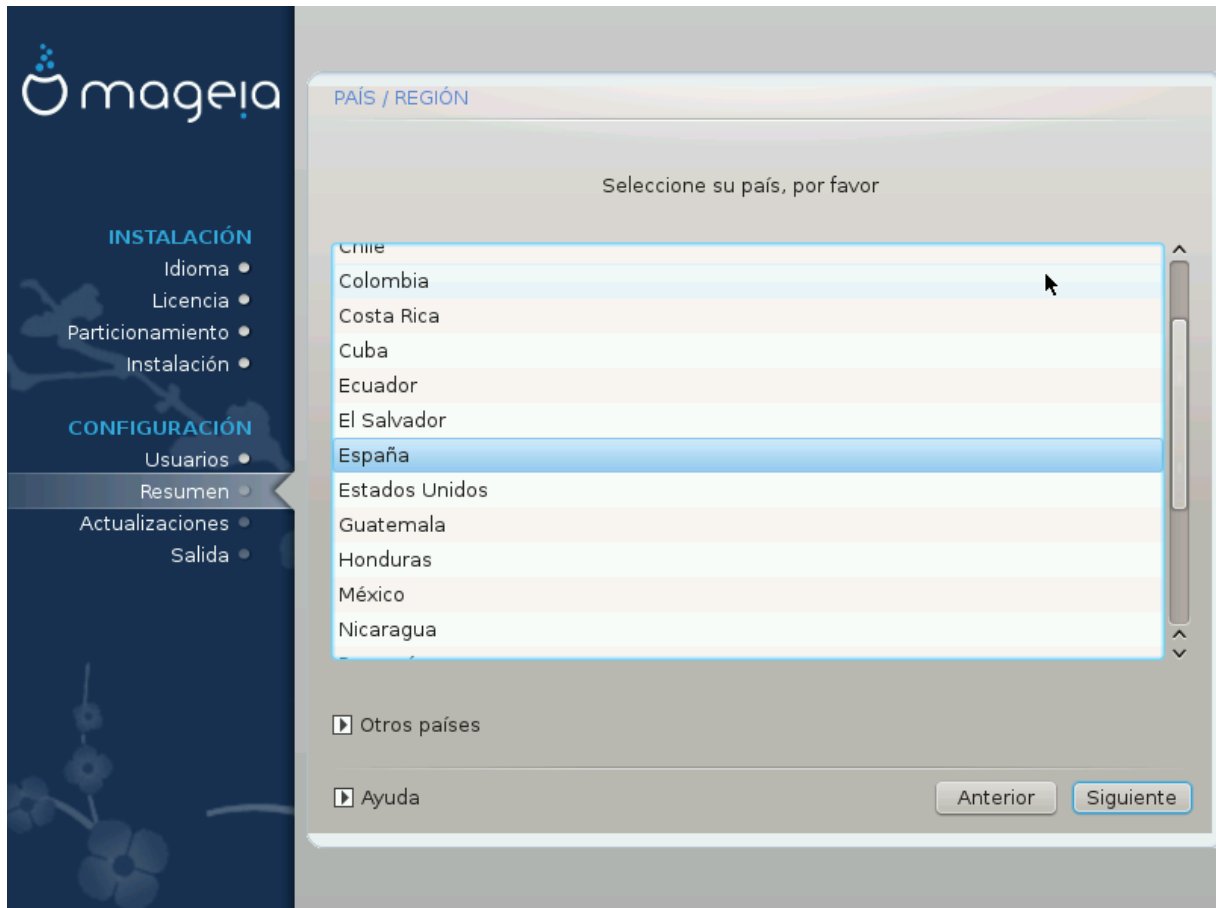 mageia
INSTALACIÓN
Idioma
Licencia
Particionamiento
Instalación
CONFIGURACIÓN
Usuarios
Resumen
Actualizaciones
Salida
PAÍS / REGIÓN
Seleccione su país, por favor
Chile
Colombia
Costa Rica
Cuba
Ecuador
El Salvador
España
Estados Unidos
Guatemala
Honduras
México
Nicaragua
Otros países
Ayuda
Anterior
Siguiente